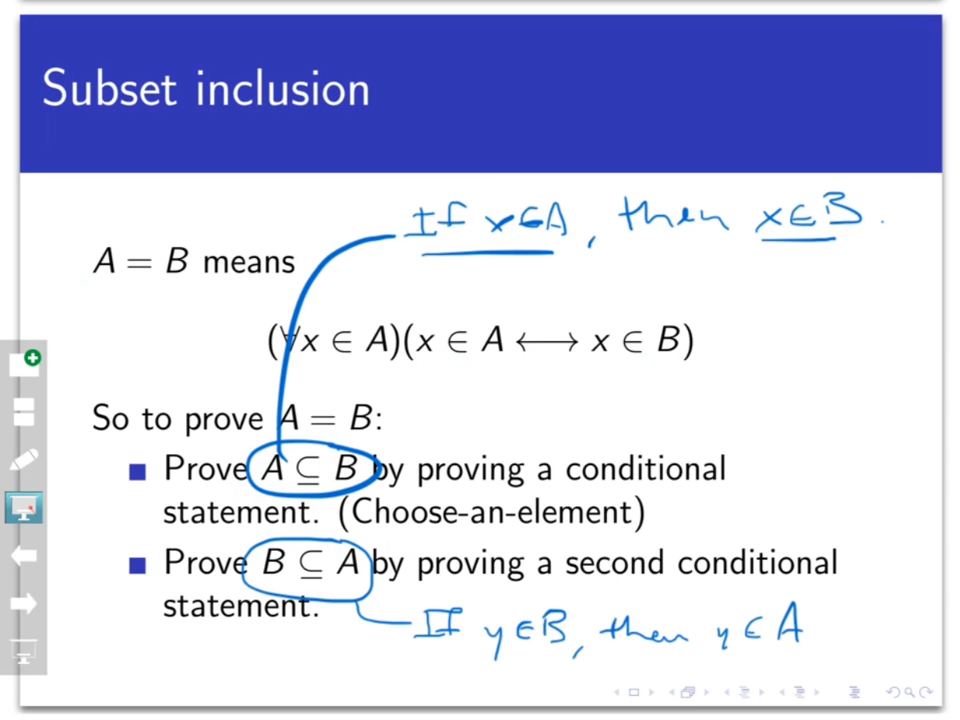 Subset inclusion
If x∈A, then x∈B.
A = B means
(∀x ∈ A)(x ∈ A ⟷ x ∈ B)
So to prove A = B:
Prove A ⊆ B by proving a conditional
statement. (Choose-an-element)
Prove B ⊆ A by proving a second conditional
statement.
If y∈B, then y∈A